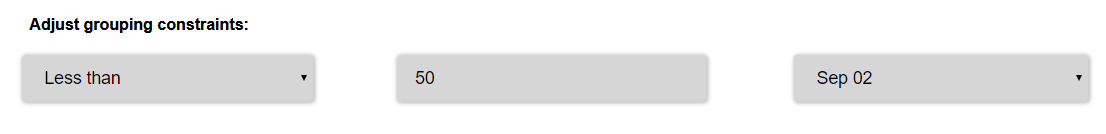 Adjust grouping constraints:
Less than 50 Sep 02